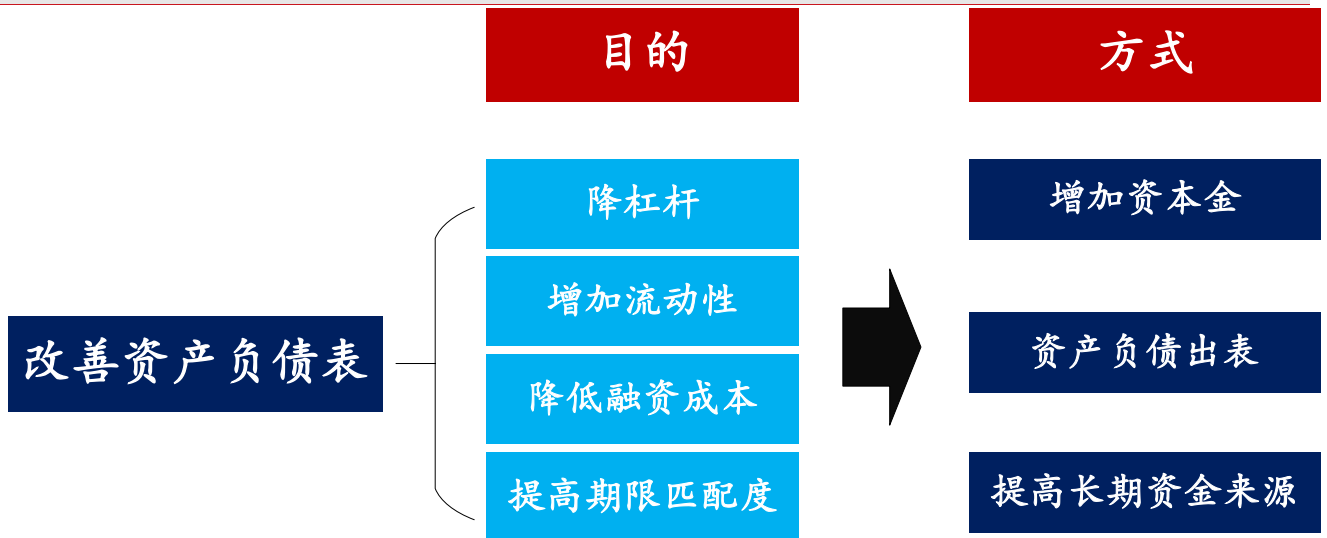 目的
方式
改善资产负债表
降杠杆
增加流动性
降低融资成本
提高期限匹配度
增加资本金
资产负债出表
提高长期资金来源